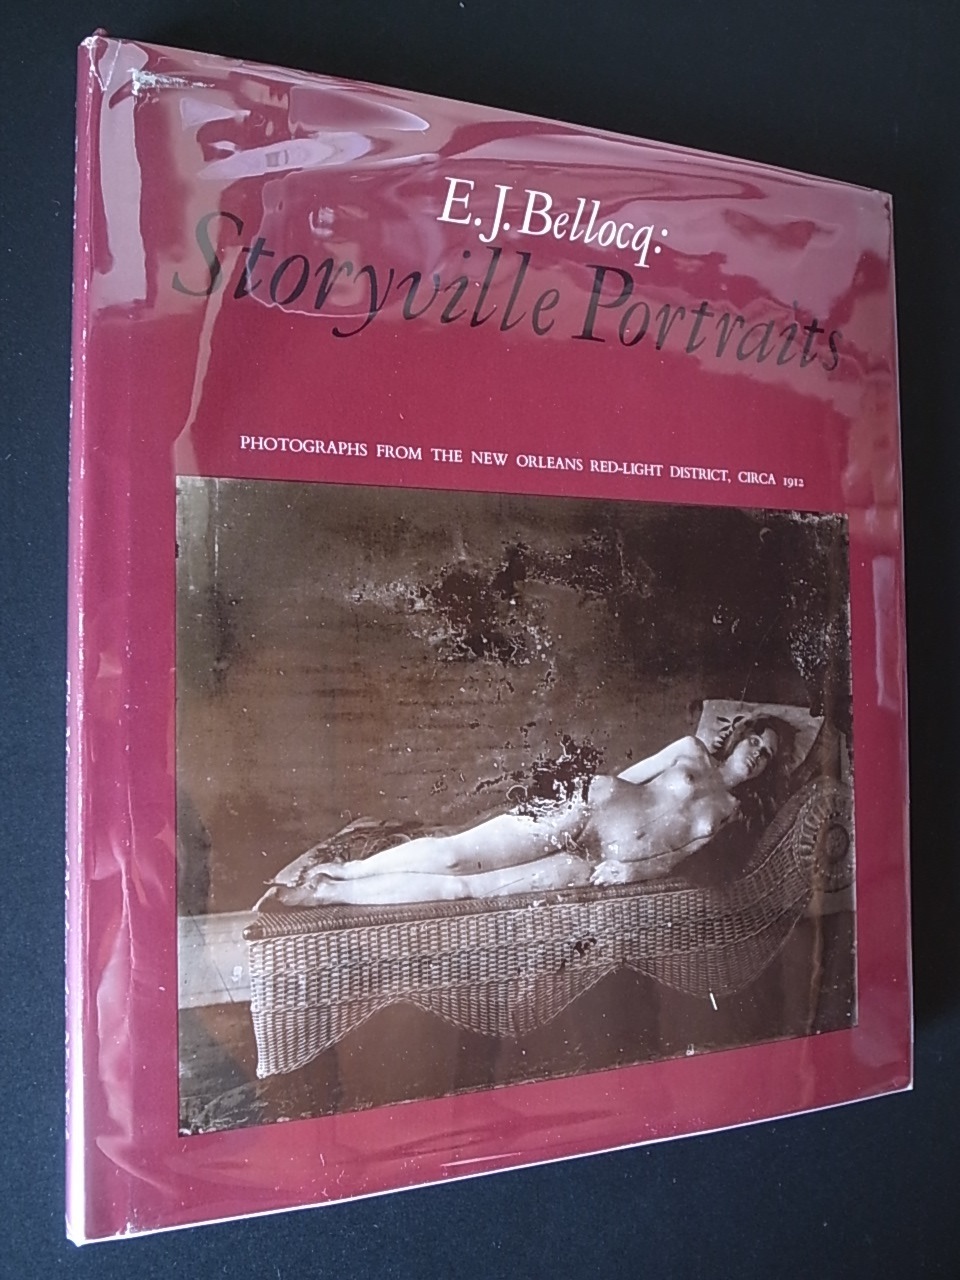 E.J. Bellocq:
Storyville Portraits
PHOTOGRAPHS FROM THE NEW ORLEANS RED-LIGHT DISTRICT, CIRCA 1912